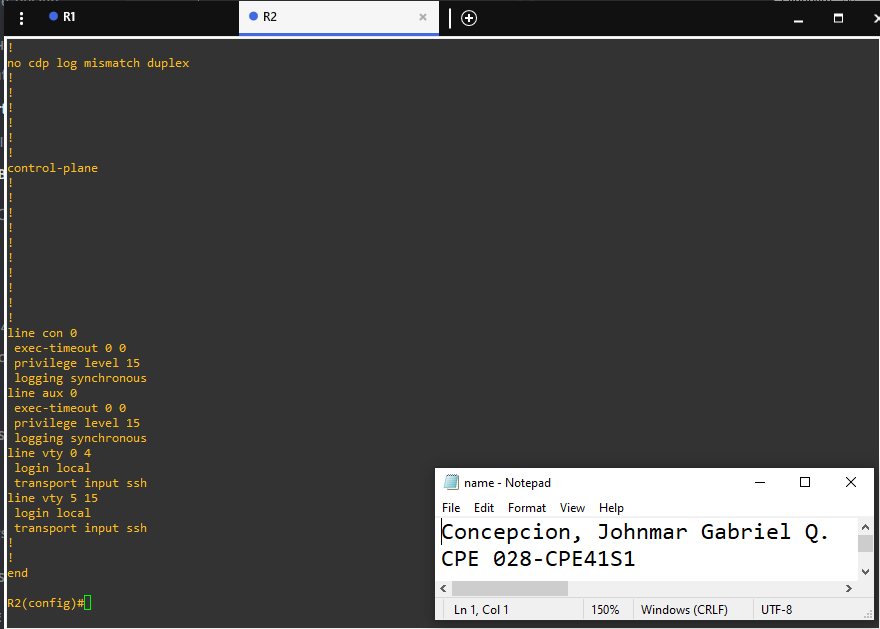 R1
R2
!
no cdp log mismatch duplex
!
!
!
!
!
!
control-plane
!
!
!
!
!
!
!
!
!
!
line con 0
 exec-timeout 0 0
 privilege level 15
 logging synchronous
line aux 0
 exec-timeout 0 0
 privilege level 15
 logging synchronous
line vty 0 4
 login local
 transport input ssh
line vty 5 15
 login local
 transport input ssh
!
!
end
R2(config)#
name - Notepad
File Edit Format View Help
Concepcion, Johnmar Gabriel Q.
CPE 028-CPE41S1
Ln 1, Col 1 150% Windows (CRLF) UTF-8